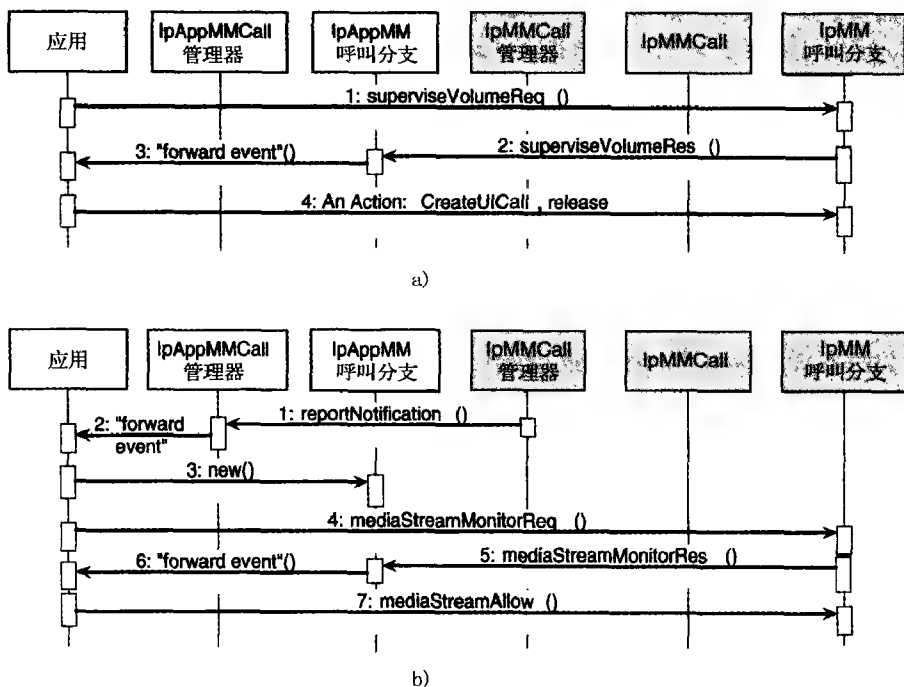 应用
IpAppMMCall
管理器
IpAppMM
呼叫分支
IpMMCall
管理器
IpMMCall
IpMM
呼叫分支
1: superviseVolumeReq ()
3: "forward event"()
2: superviseVolumeRes ()
4: An Action: CreateUICall , release
a)
应用
IpAppMMCall
管理器
IpAppMM
呼叫分支
IpMMCall
管理器
IpMMCall
IpMM
呼叫分支
1: reportNotification ()
2: "forward
event"
3: new()
4: mediaStreamMonitorReq ()
6: "forward event"()
5: mediaStreamMonitorRes ()
7: mediaStreamAllow ()
b)